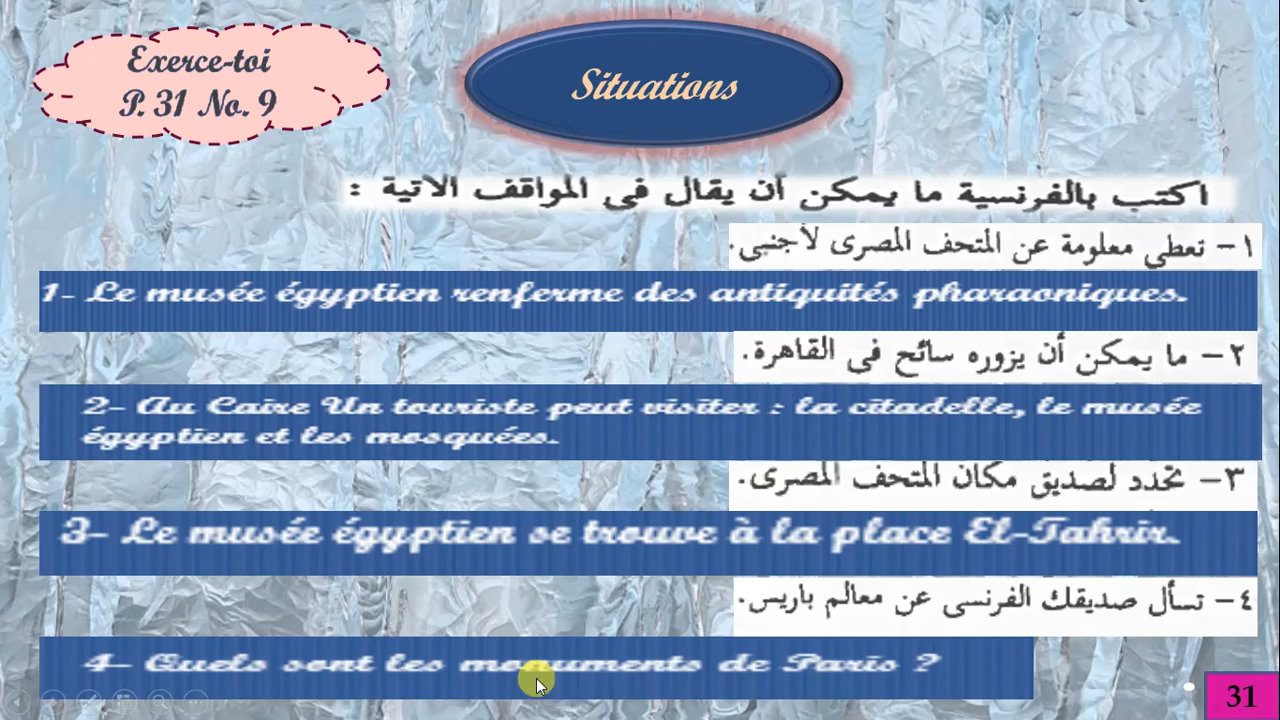 Exerce-toi
P. 31 No. 9
Situations
اكتب بالفرنسية ما يمكن أن يقال فى المواقف الآتية :
١ – تعطي معلومة عن المتحف المصرى لأجنبى.
1- Le musée égyptien renferme des antiquités pharaoniques.
٢ – ما يمكن أن يزوره سائح فى القاهرة.
2- Au Caire Un touriste peut visiter : la citadelle, le musée
égyptien et les mosquées.
٣ – تحدد لصديق مكان المتحف المصرى.
3- Le musée égyptien se trouve à la place El-Tahrir.
٤ – تسأل صديقك الفرنسى عن معالم باريس.
4- Quels sont les monuments de Paris ?
31